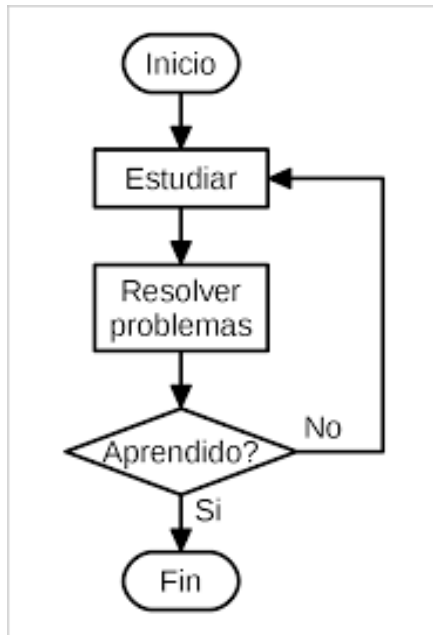 Inicio
Estudiar
Resolver
problemas
Aprendido?
No
Si
Fin